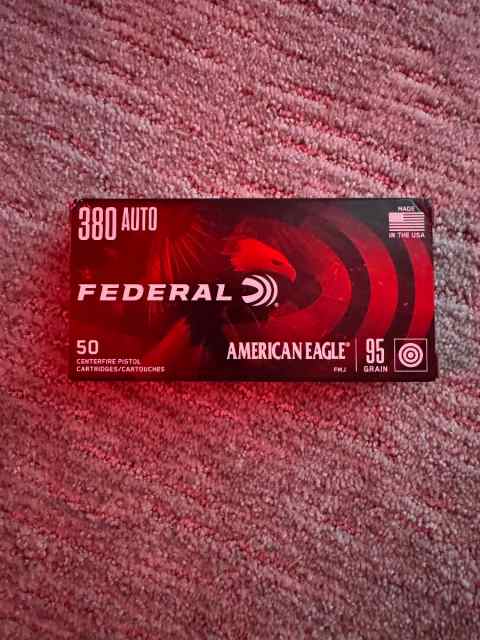 380 AUTO
MADE
IN THE USA
FEDERAL®
50
CENTERFIRE PISTOL
CARTRIDGES/CARTOUCHES
AMERICAN EAGLE®
FMJ
95
GRAIN